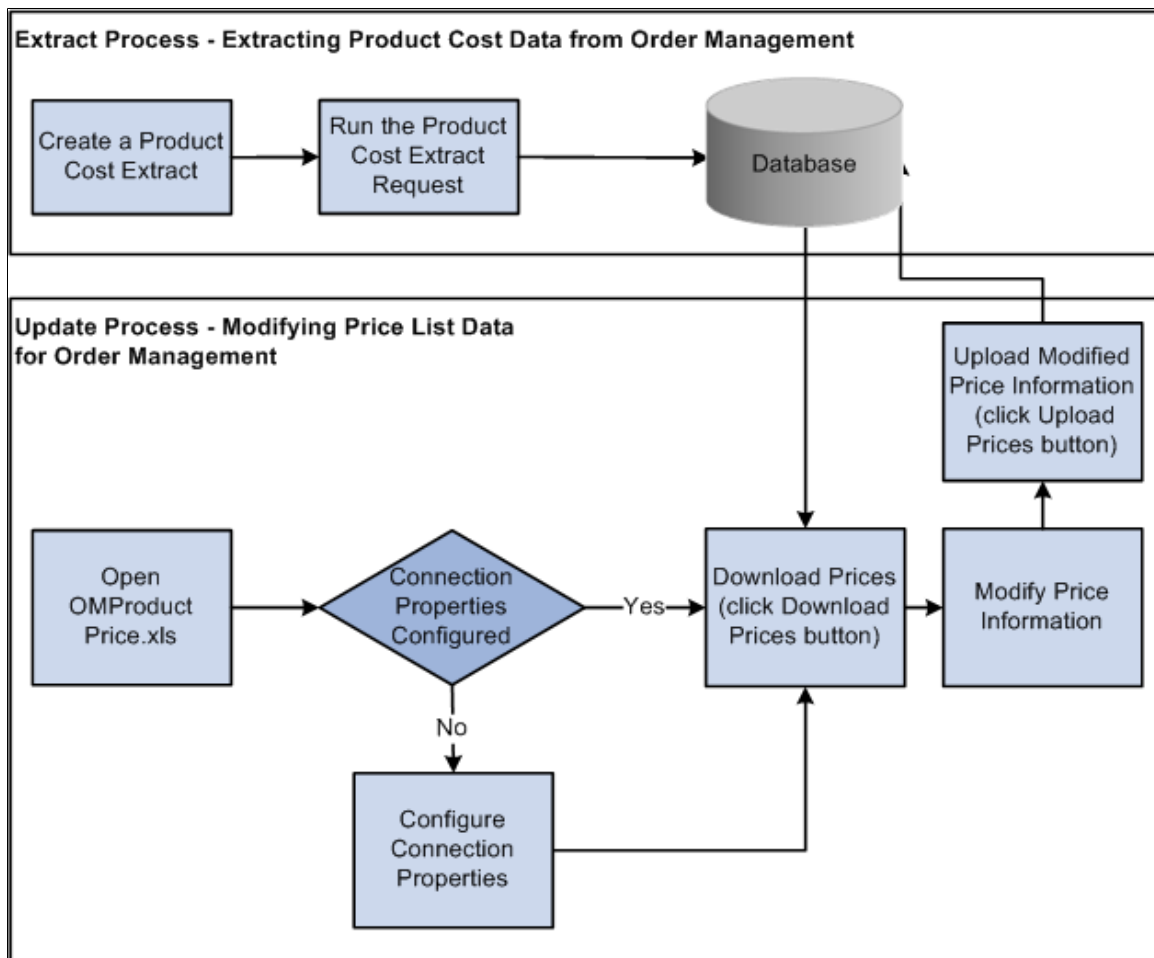 Extract Process - Extracting Product Cost Data from Order Management
Create a Product
Cost Extract
Run the Product
Cost Extract
Request
Database
Update Process - Modifying Price List Data
for Order Management
Upload Modified
Price Information
(click Upload
Prices button)
Open
OMProduct
Price.xls
Connection
Properties
Configured
Yes
Download Prices
(click Download
Prices button)
Modify Price
Information
No
Configure
Connection
Properties